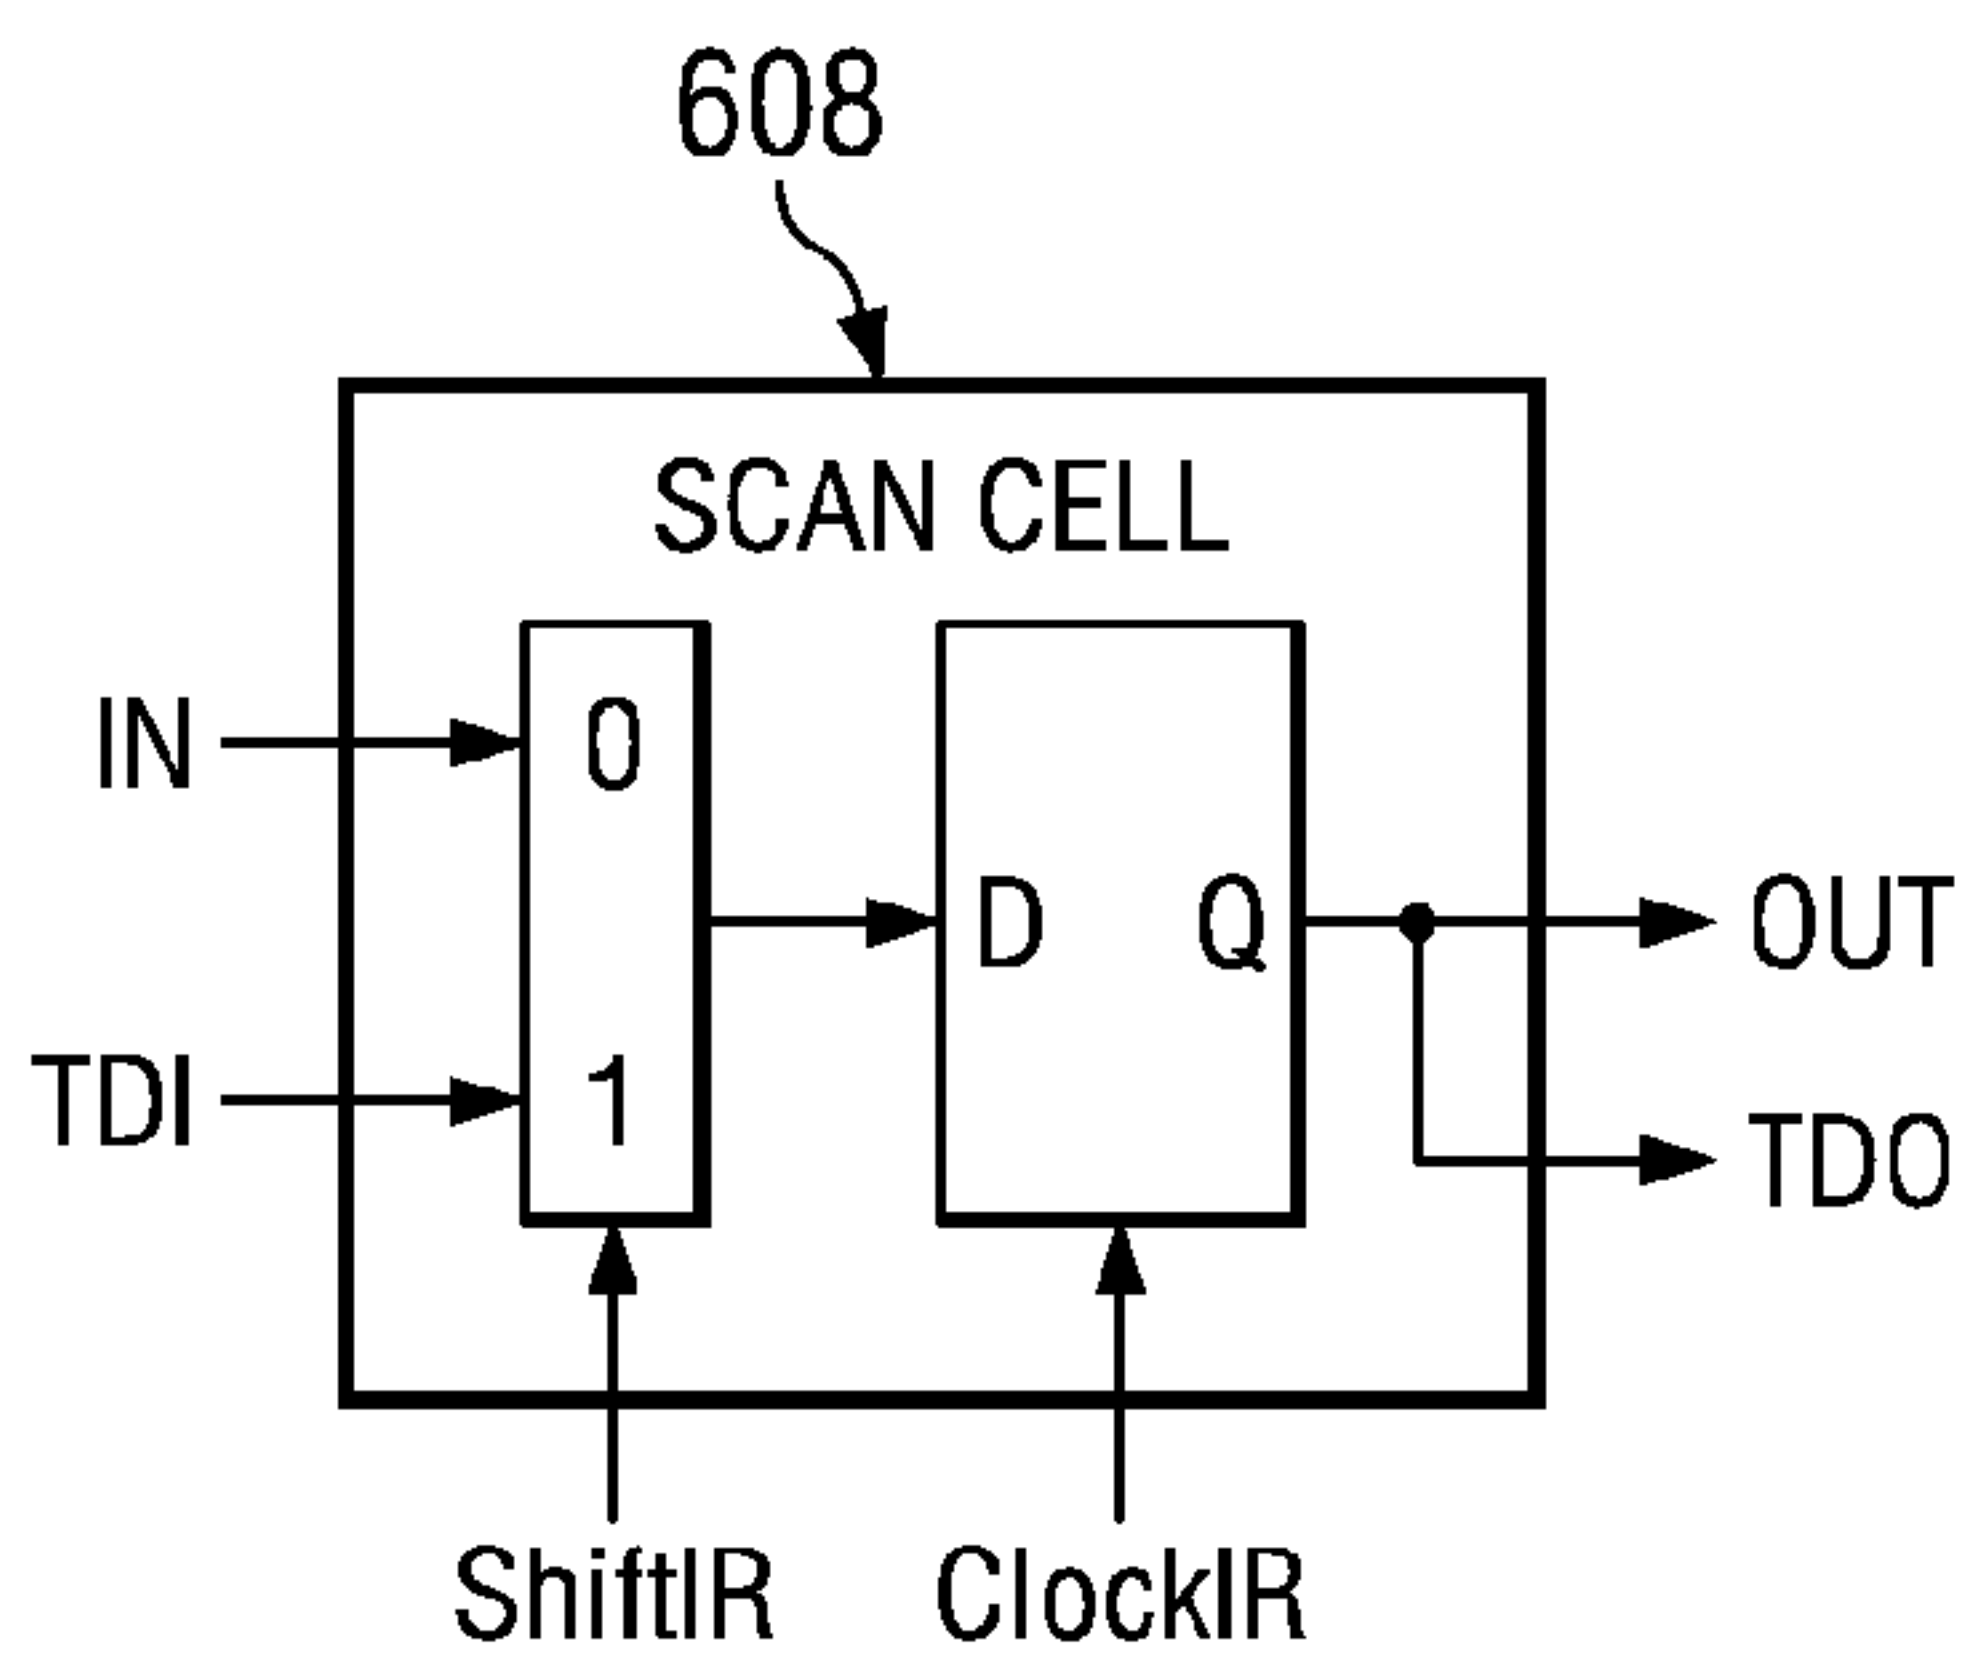 608
SCAN CELL
IN
0
D
Q
OUT
TDI
1
TDO
ShiftIR
ClockIR